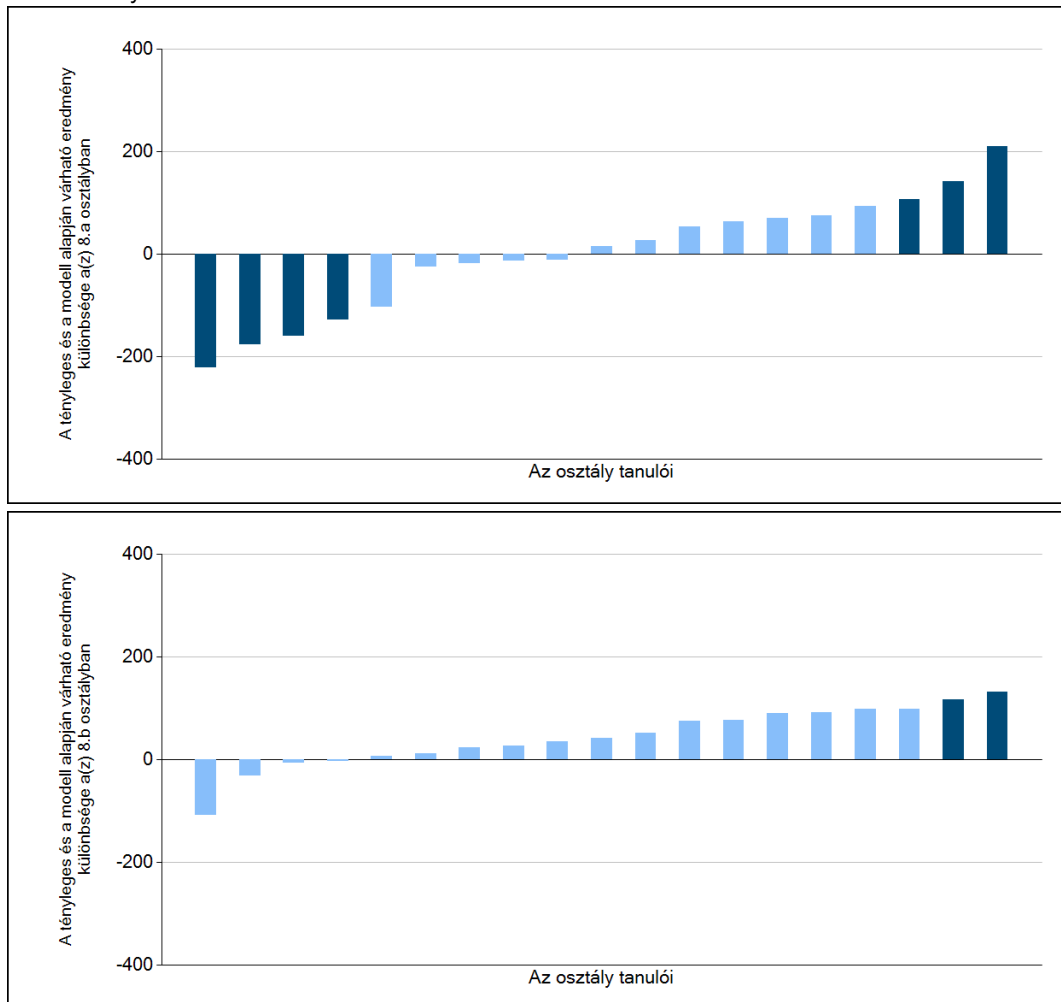 A tényleges és a modell alapján várható eredmény
különbsége a(z) 8.a osztályban
400
200
0
-200
-400
Az osztály tanulói
A tényleges és a modell alapján várható eredmény
különbsége a(z) 8.b osztályban
400
200
0
-200
-400
Az osztály tanulói